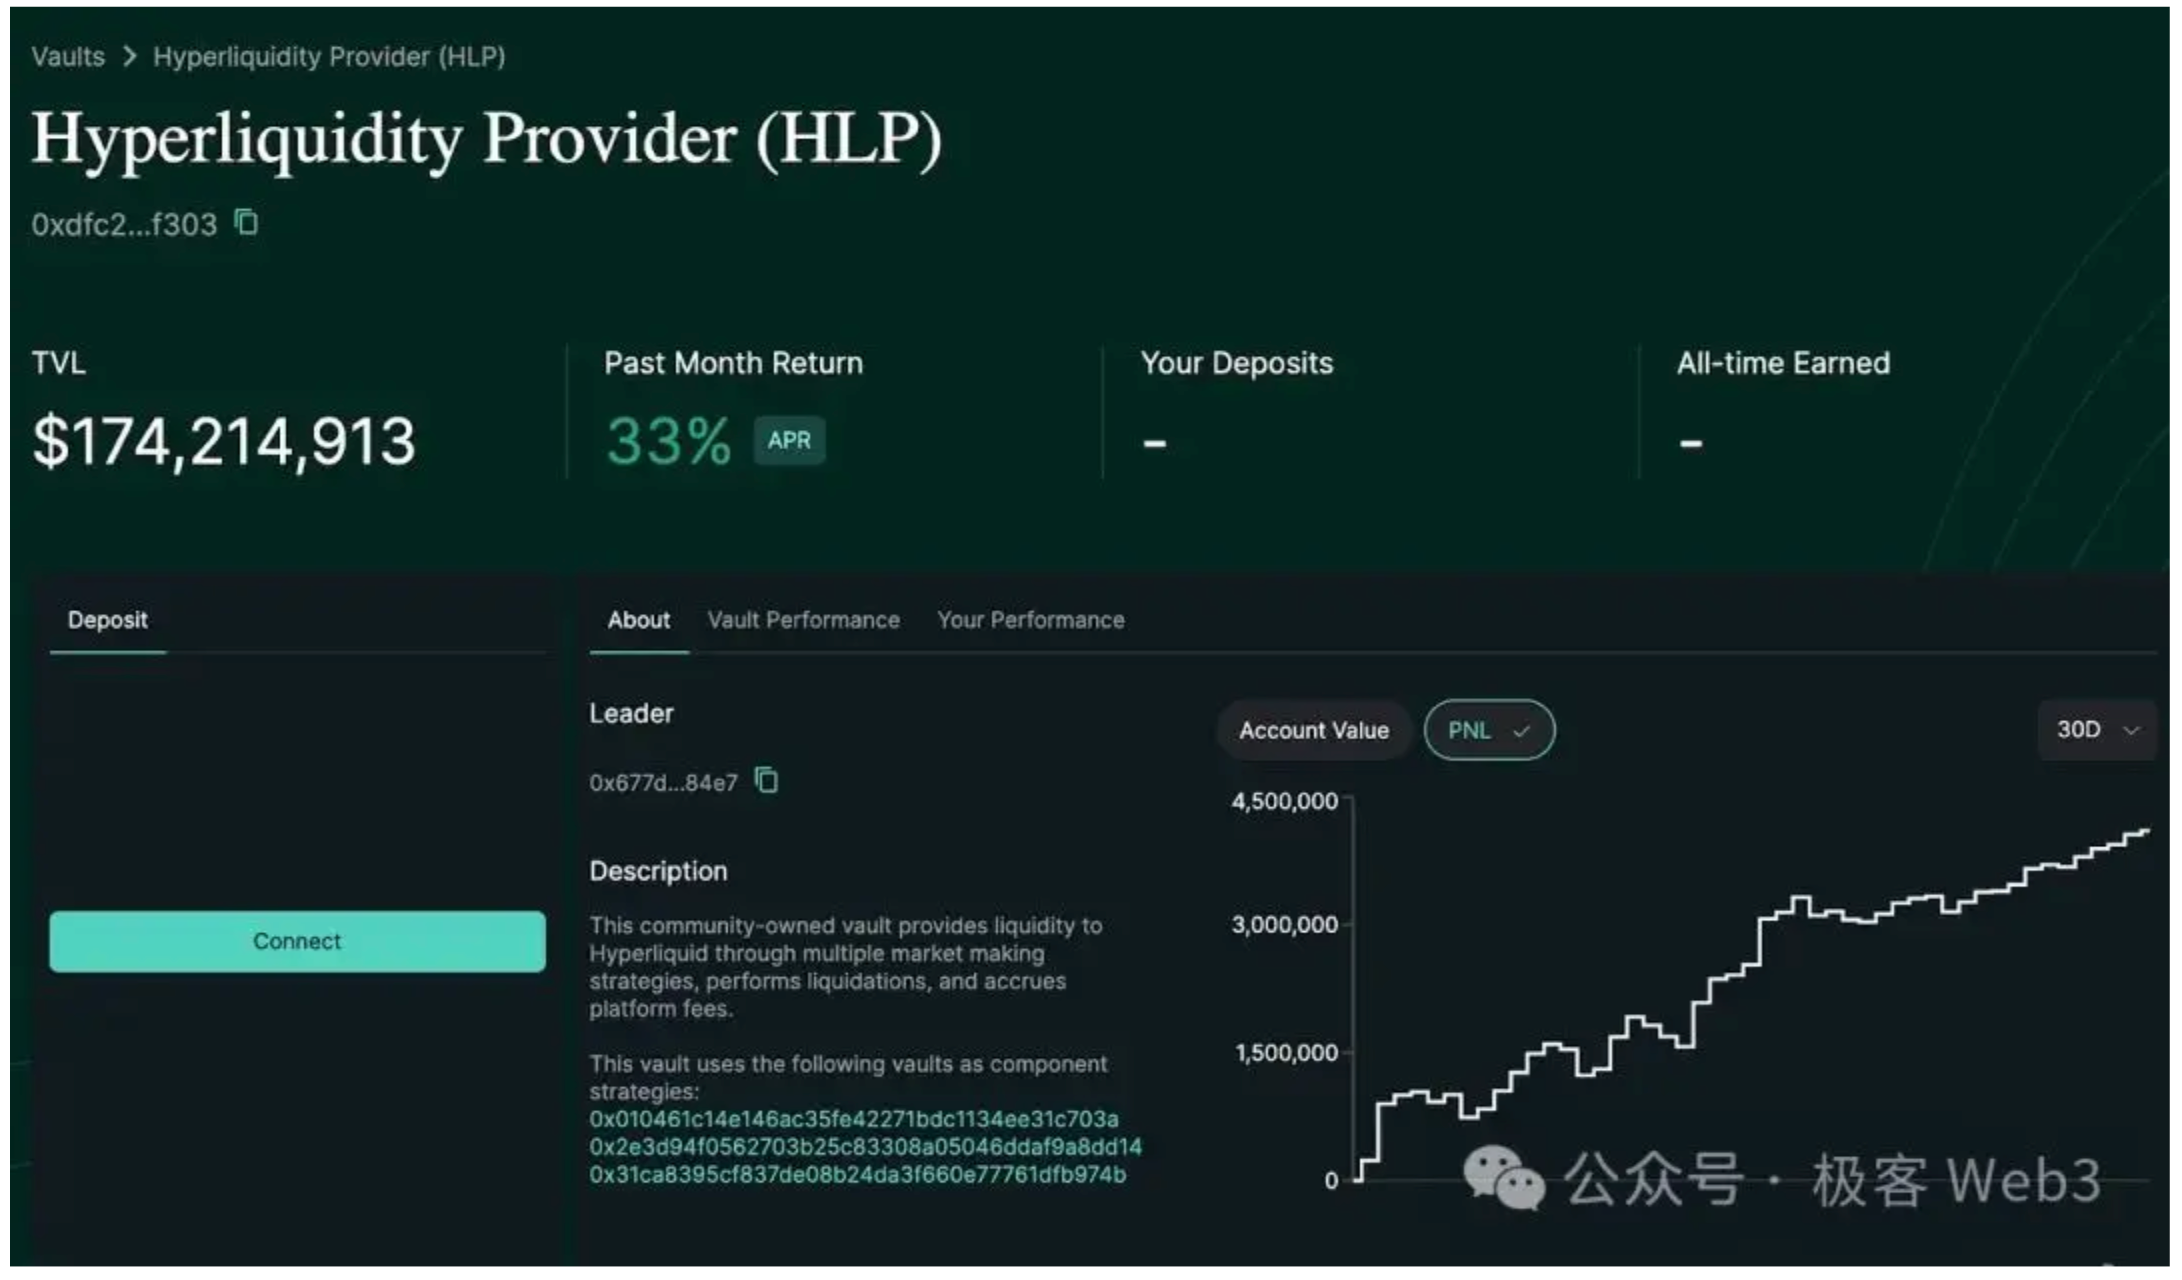 Vaults > Hyperliquidity Provider (HLP)
Hyperliquidity Provider (HLP)
0xdfc2...f303
TVL
$174,214,913
Past Month Return
33% APR
Your Deposits
-
All-time Earned
-
Deposit
Connect
About Vault Performance Your Performance
Leader
0x677d...84e7
Description
This community-owned vault provides liquidity to
Hyperliquid through multiple market making
strategies, performs liquidations, and accrues
platform fees.
This vault uses the following vaults as component
strategies:
0x010461c14e146ac35fe42271bdc1134ee31c703a
0x2e3d94f0562703b25c83308a05046ddaf9a8dd14
0x31ca8395cf837de08b24da3f660e77761dfb974b
Account Value PNL 30D
4,500,000
3,000,000
1,500,000
0
公众号 · 极客 Web3